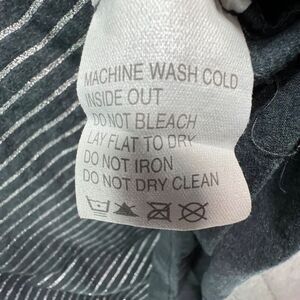 MACHINE WASH COLD
INSIDE OUT
DO NOT BLEACH
LAY FLAT TO DRY
DO NOT IRON
DO NOT DRY CLEAN